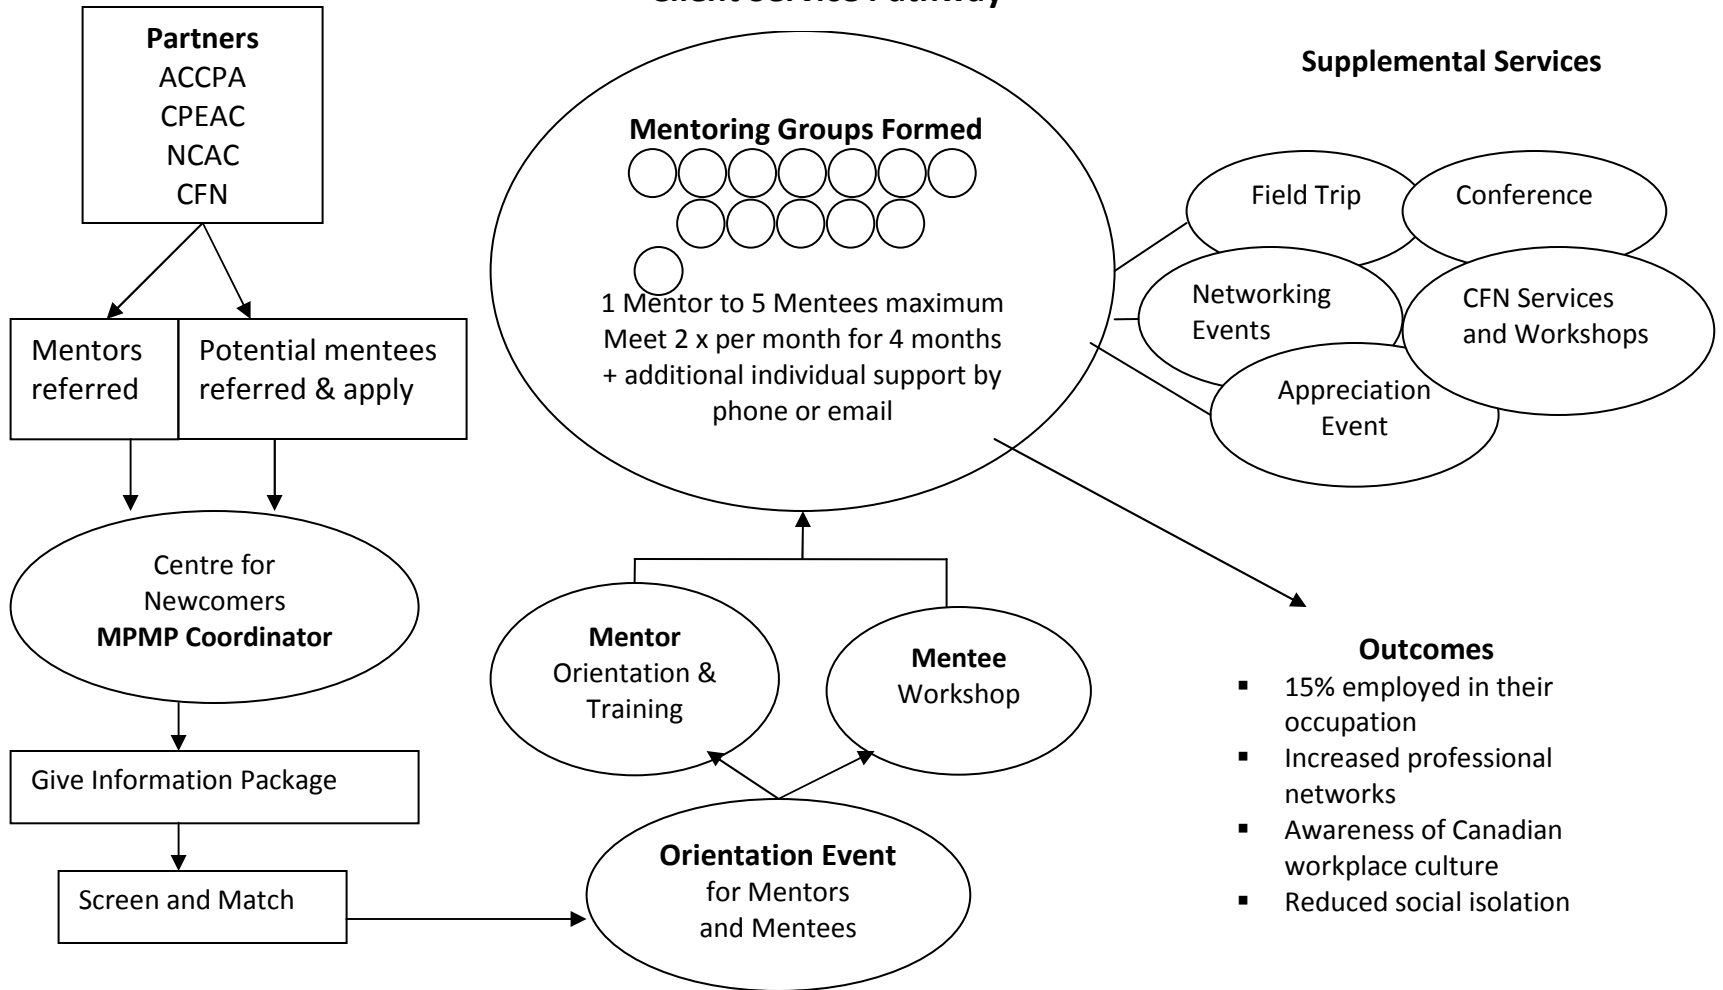 Client Service Pathway
Partners
ACCPA
CPEAC
NCAC
CFN
Mentors
referred
Potential mentees
referred & apply
Centre for
Newcomers
MPMP Coordinator
Give Information Package
Screen and Match
Orientation Event
for Mentors
and Mentees
Mentor
Orientation &
Training
Mentee
Workshop
Mentoring Groups Formed
1 Mentor to 5 Mentees maximum
Meet 2 x per month for 4 months
+ additional individual support by
phone or email
Supplemental Services
Field Trip
Conference
Networking
Events
CFN Services
and Workshops
Appreciation
Event
Outcomes
▪ 15% employed in their
occupation
▪ Increased professional
networks
▪ Awareness of Canadian
workplace culture
▪ Reduced social isolation